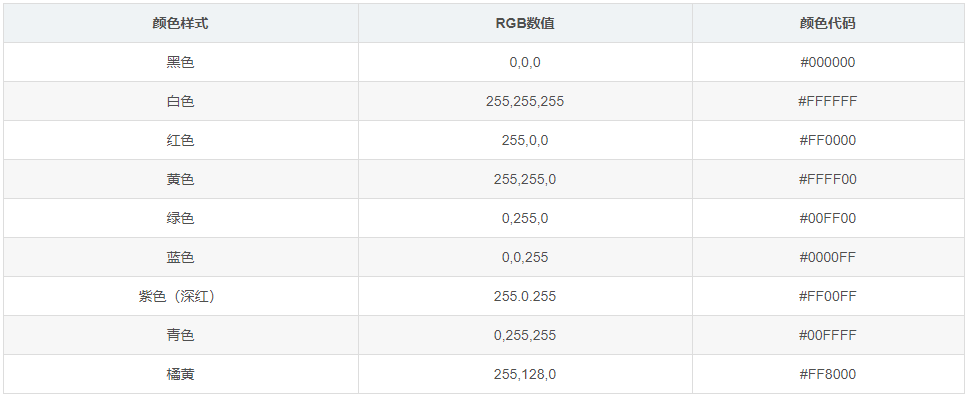 颜色样式 RGB数值 颜色代码
黑色 0,0,0 #000000
白色 255,255,255 #FFFFFF
红色 255,0,0 #FF0000
黄色 255,255,0 #FFFF00
绿色 0,255,0 #00FF00
蓝色 0,0,255 #0000FF
紫色（深红） 255.0.255 #FF00FF
青色 0,255,255 #00FFFF
橘黄 255,128,0 #FF8000